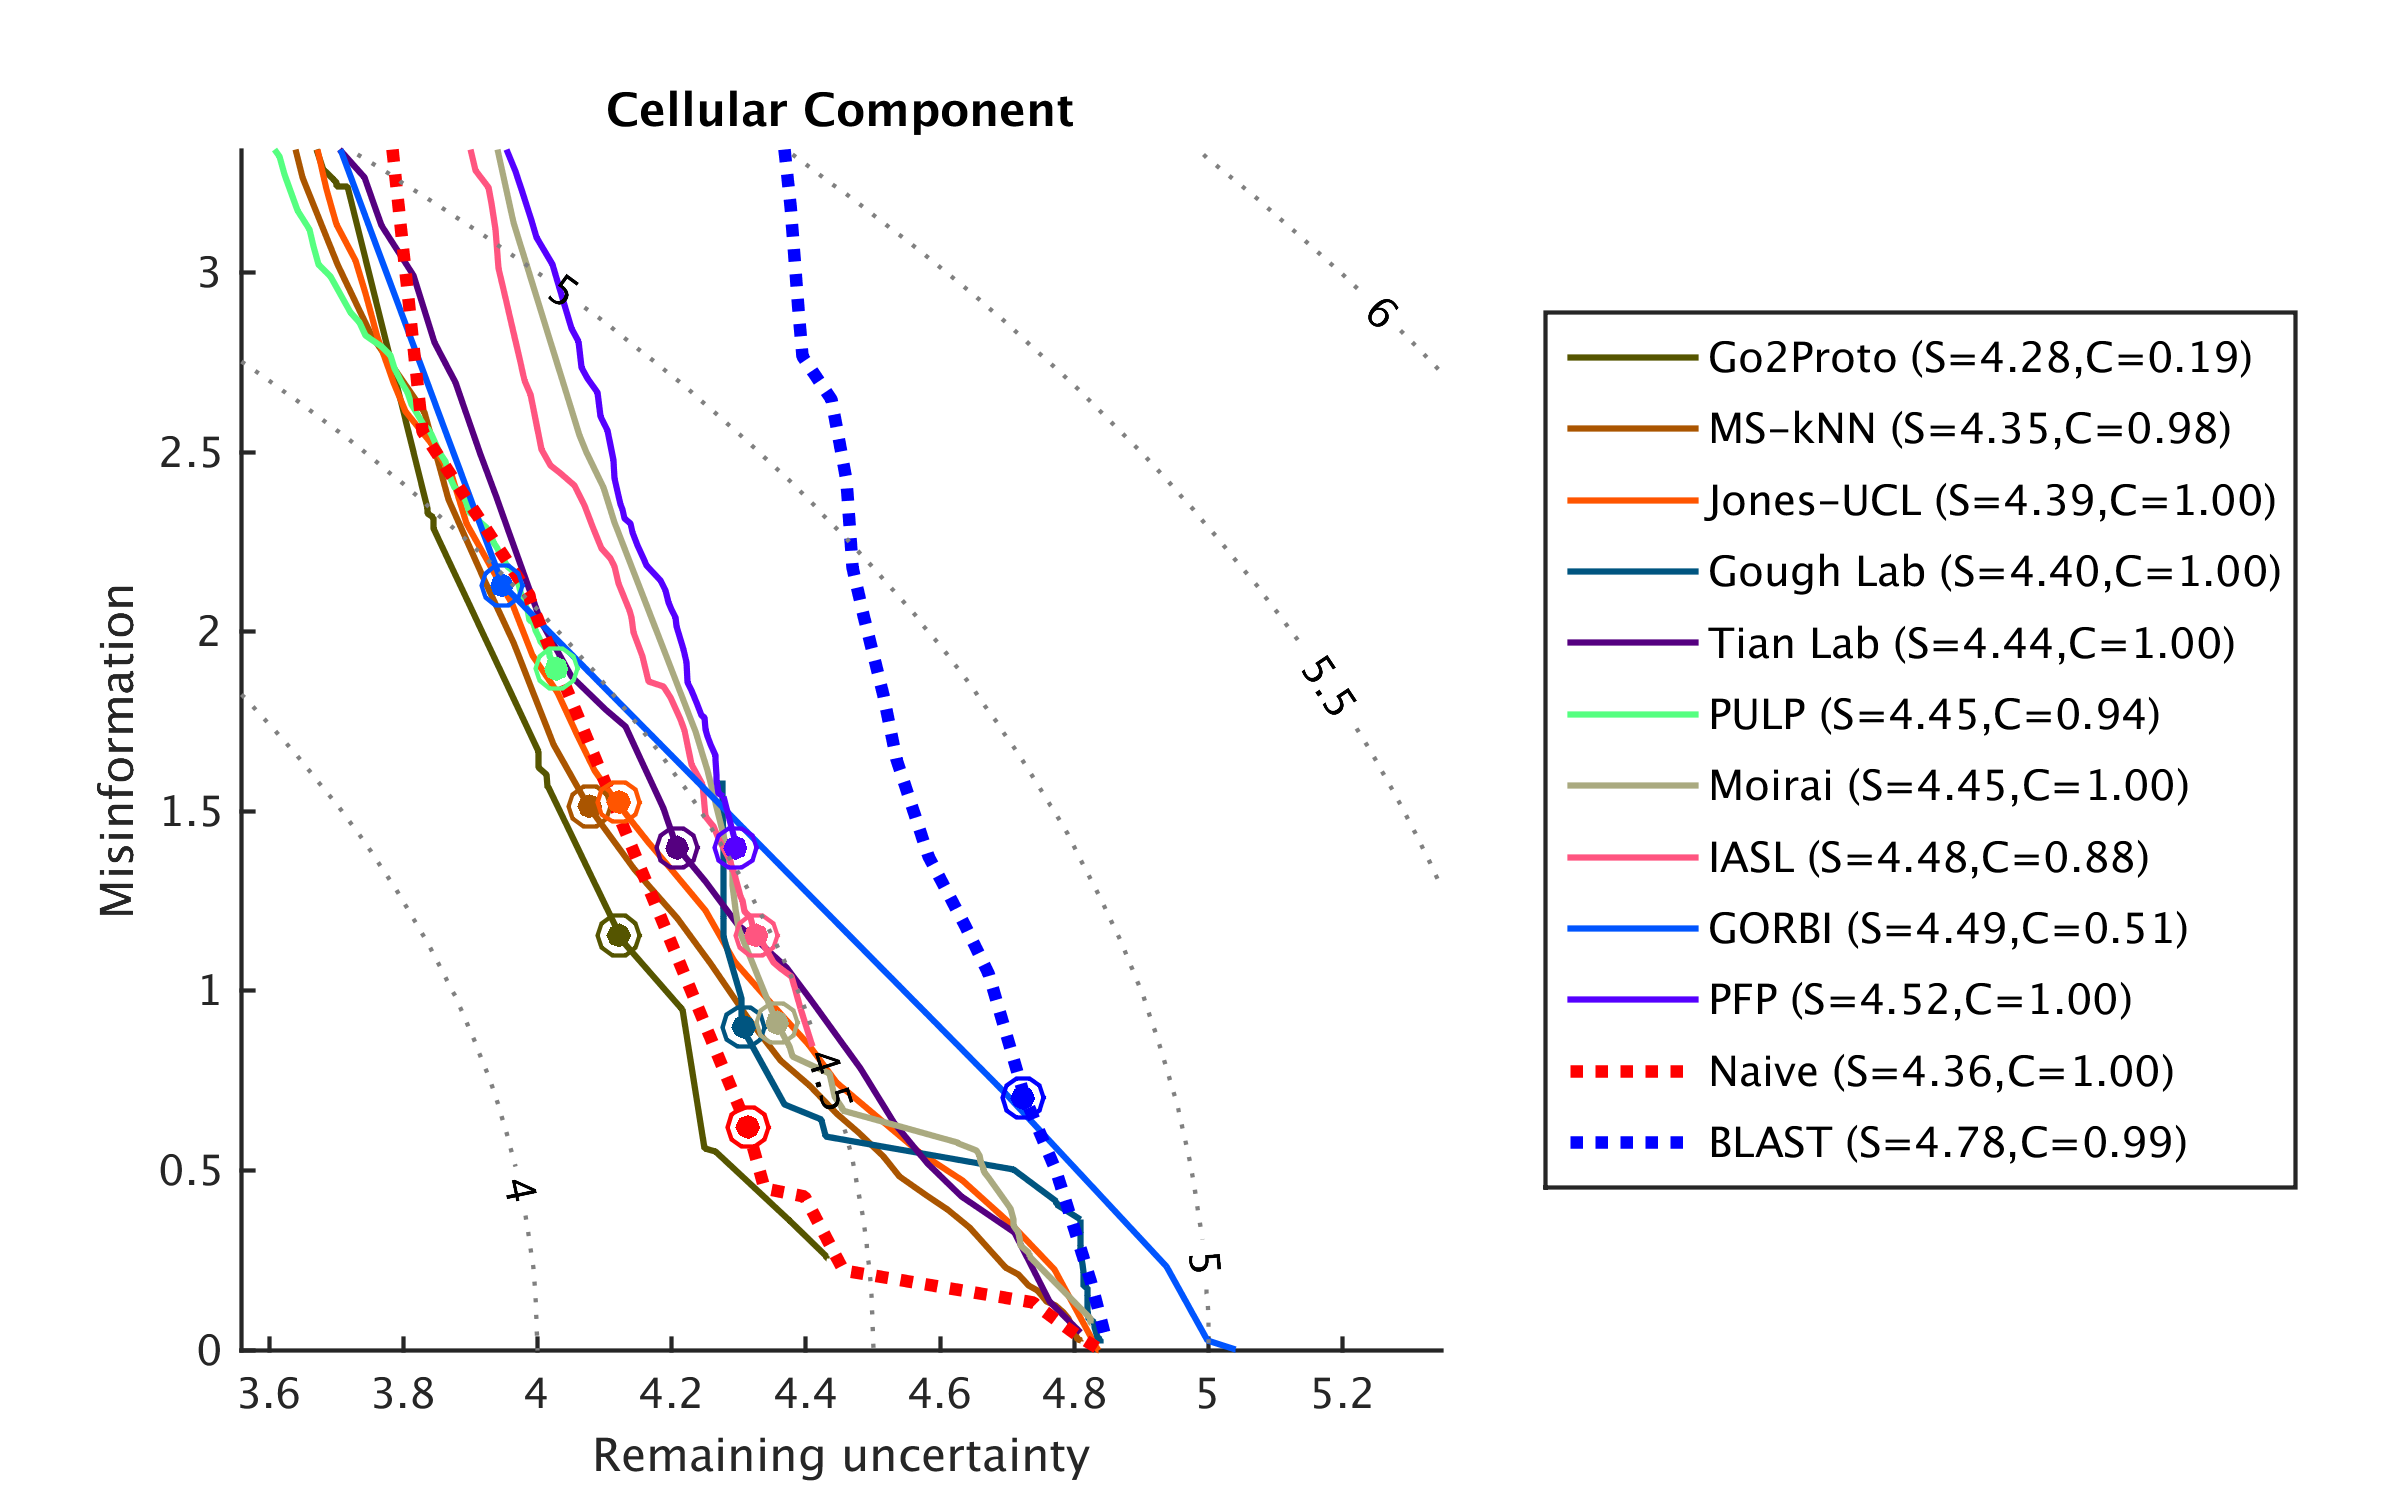 Cellular Component
Misinformation
3
2.5
2
1.5
1
0.5
0
3.6 3.8 4 4.2 4.4 4.6 4.8 5 5.2
Remaining uncertainty
5
6
5.5
4.5
4
5
Go2Proto (S=4.28,C=0.19)
MS-kNN (S=4.35,C=0.98)
Jones-UCL (S=4.39,C=1.00)
Gough Lab (S=4.40,C=1.00)
Tian Lab (S=4.44,C=1.00)
PULP (S=4.45,C=0.94)
Moirai (S=4.45,C=1.00)
IASL (S=4.48,C=0.88)
GORBI (S=4.49,C=0.51)
PFP (S=4.52,C=1.00)
Naive (S=4.36,C=1.00)
BLAST (S=4.78,C=0.99)